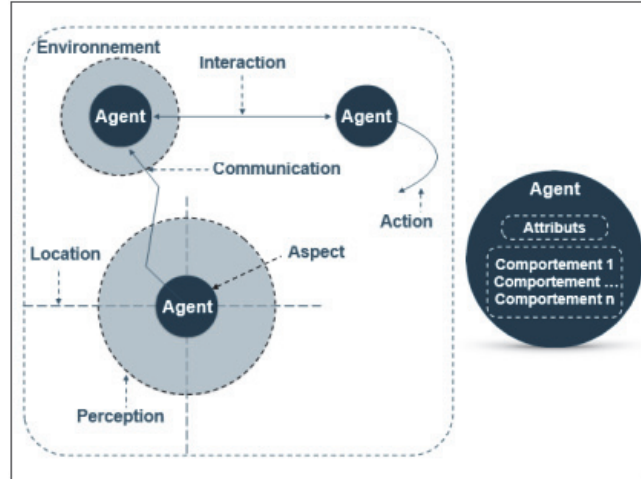 Environnement
Interaction
Agent
Agent
Communication
Action
Location
Aspect
Agent
Perception
Agent
Attributs
Comportement 1
Comportement ...
Comportement n